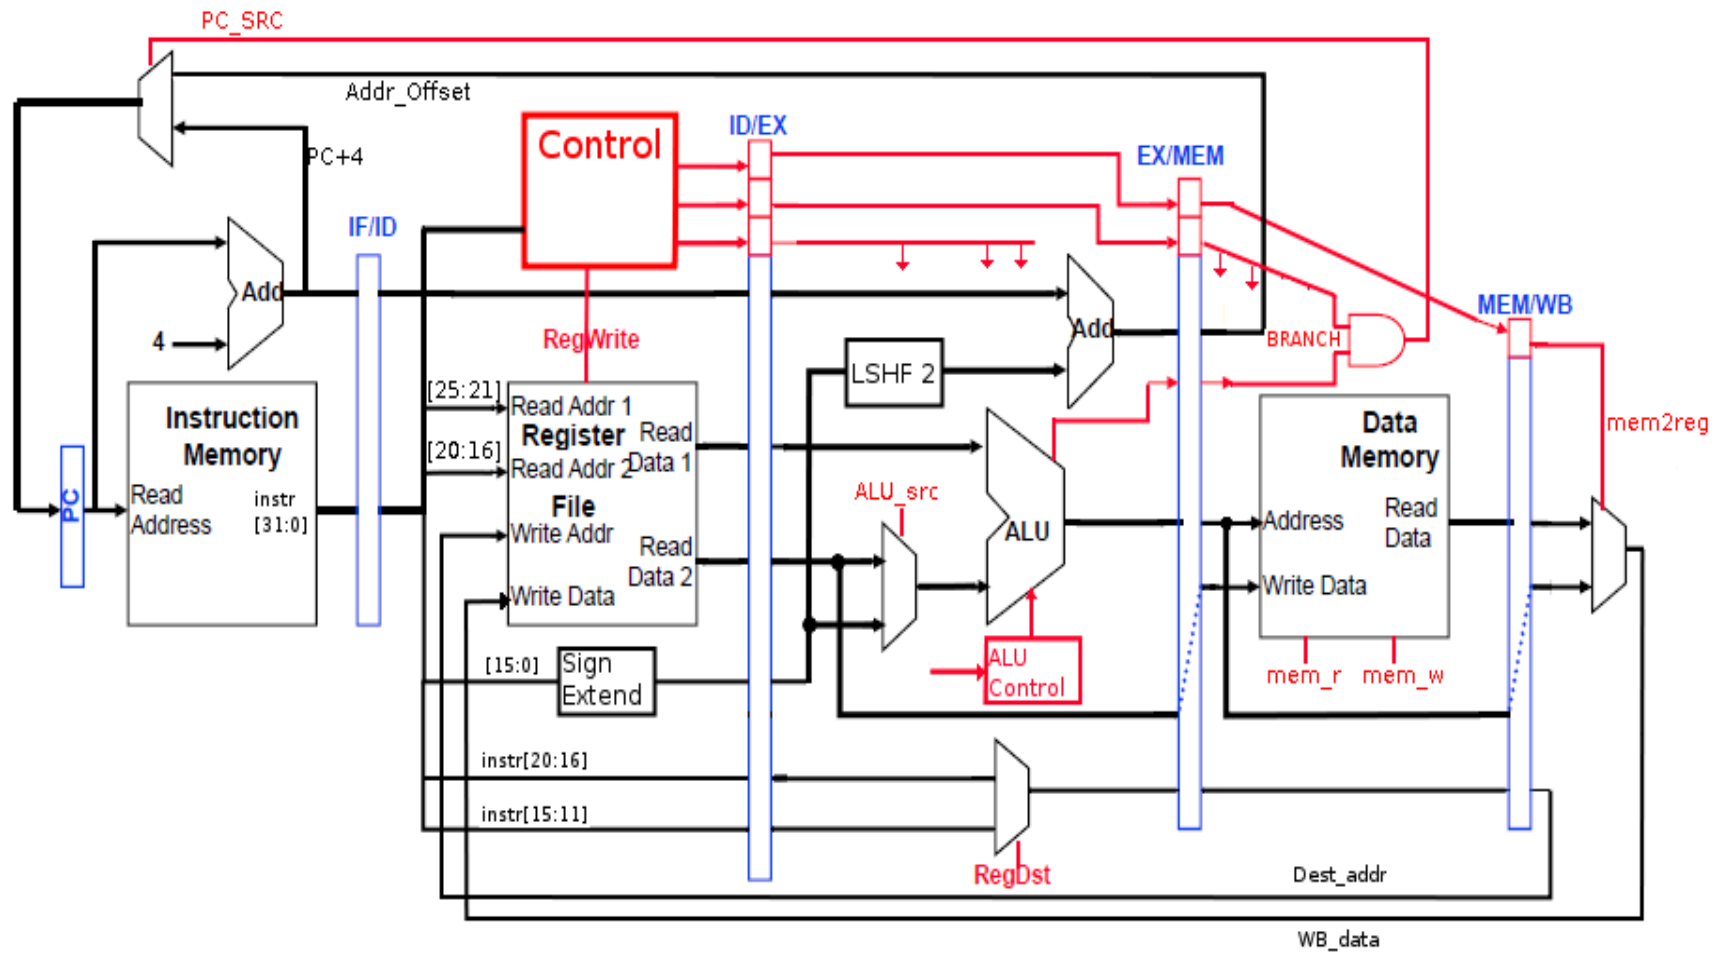 PC_SRC
Addr_Offset
PC+4
Control
ID/EX
EX/MEM
IF/ID
MEM/WB
Add
4
RegWrite
Add
BRANCH
LSHF 2
Instruction
Memory
Read
Address
instr
[31:0]
PC
[25:21]
[20:16]
Read Addr 1
Register
Read Addr 2
File
Write Addr
Write Data
Read
Data 1
Read
Data 2
ALU_src
ALU
ALU
Control
Data
Memory
Address
Write Data
Read
Data
mem2reg
mem_r
mem_w
[15:0]
Sign
Extend
instr[20:16]
instr[15:11]
RegDst
Dest_addr
WB_data